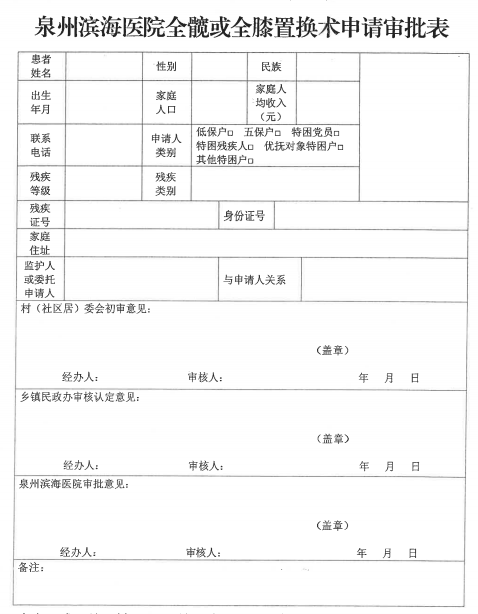 泉州滨海医院全髋或全膝置换术申请审批表
患者姓名 性别 民族
出生年月 家庭人口 家庭人均收入（元）
联系电话 申请人类别 低保户□ 五保户□ 特困党员□
特困残疾人□ 优抚对象特困户□
其他特困户□
残疾等级 残疾类别
残疾证号 身份证号
家庭住址
监护人或委托申请人 与申请人关系
村（社区居）委会初审意见：
（盖章）
经办人： 审核人： 年 月 日
乡镇民政办审核认定意见：
（盖章）
经办人： 审核人： 年 月 日
泉州滨海医院审批意见：
（盖章）
经办人： 审核人： 年 月 日
备注：